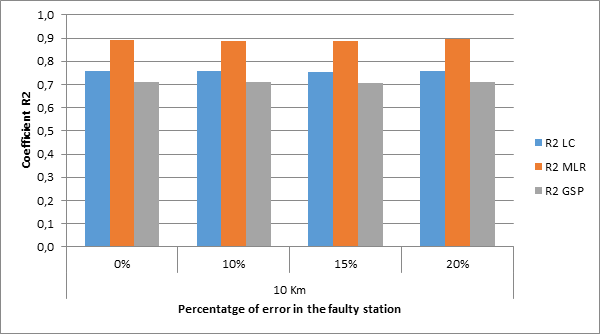 1,0
0,9
0,8
0,7
0,6
0,5
0,4
0,3
0,2
0,1
0,0
Coefficient R2
0% 10% 15% 20%
10 Km
Percentatge of error in the faulty station
R2 LC
R2 MLR
R2 GSP